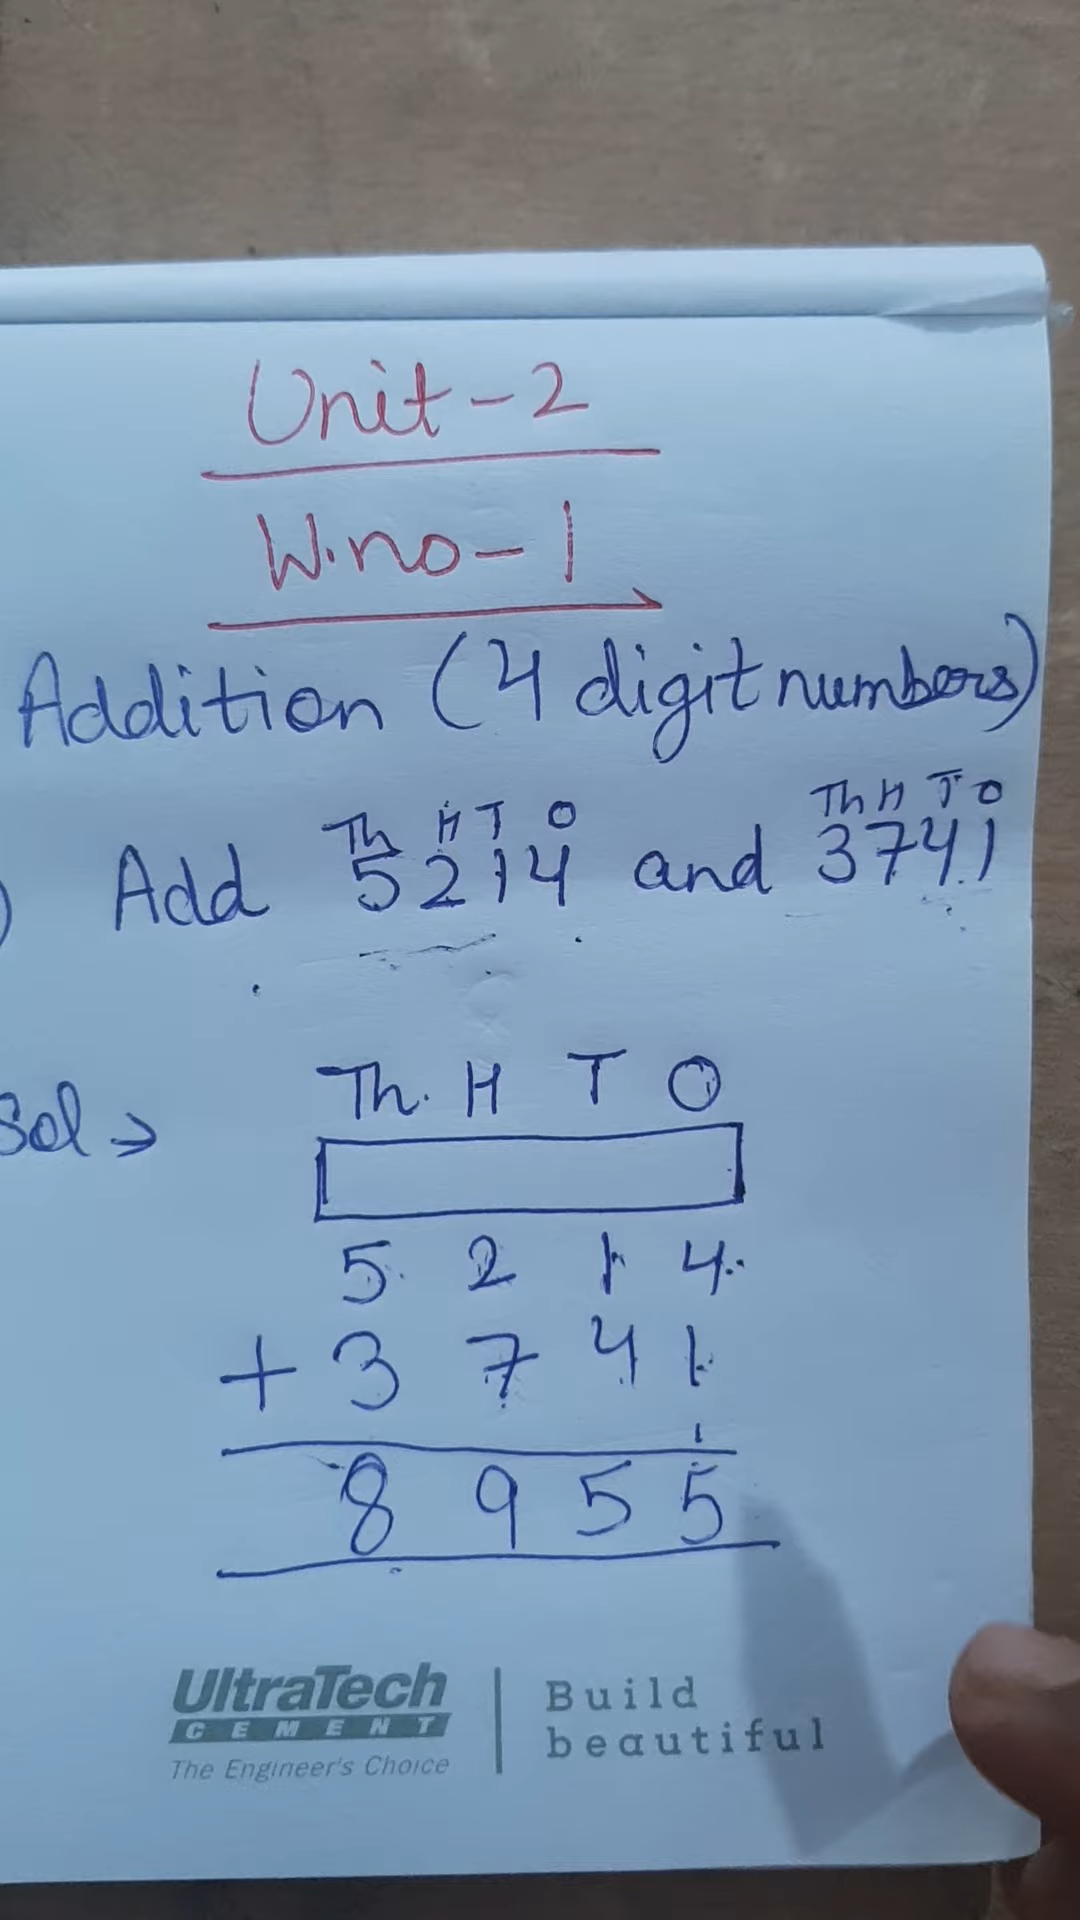 Unit-2
W.no-1
Addition (4 digit numbers)
Th H T O Th H T O
) Add 5214 and 3741
Sol →
Th. H T O
5 2 1 4
+ 3 7 4 1
8 9 5 5
UltraTech
CEMENT
The Engineer's Choice
Build
beautiful